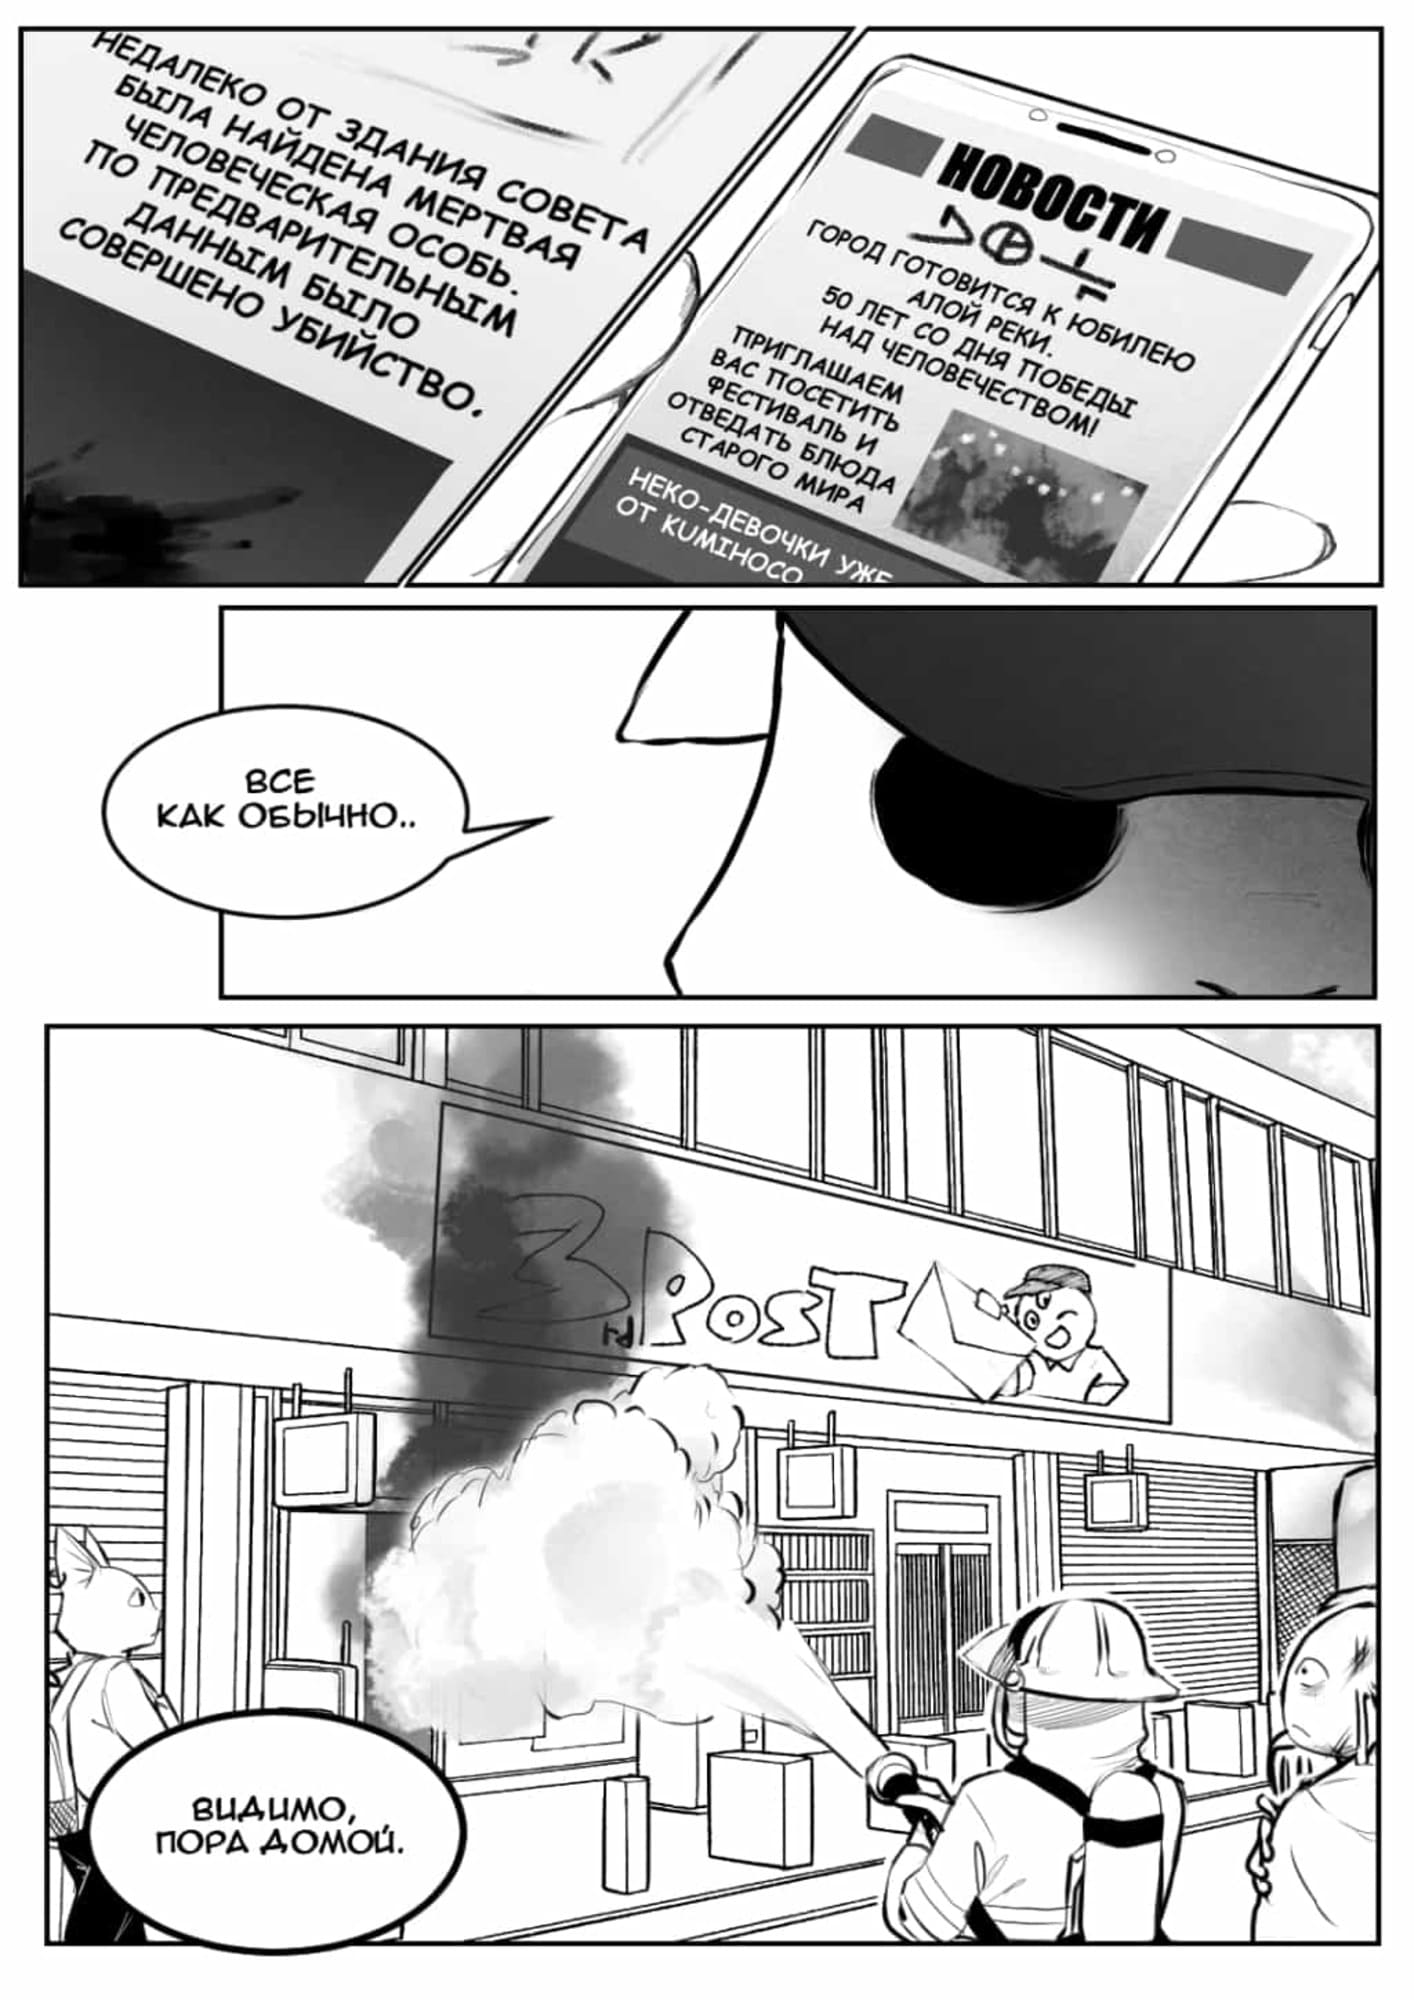 НЕДАЛЕКО ОТ ЗДАНИЯ СОВЕТА
БЫЛА НАЙДЕНА МЕРТВАЯ
ЧЕЛОВЕЧЕСКАЯ ОСОБЬ.
ПО ПРЕДВАРИТЕЛЬНЫМ
ДАННЫМ БЫЛО
СОВЕРШЕНО УБИЙСТВО.
НОВОСТИ
ГОРОД ГОТОВИТСЯ К ЮБИЛЕЮ
АЛОЙ РЕКИ.
50 ЛЕТ СО ДНЯ ПОБЕДЫ
НАД ЧЕЛОВЕЧЕСТВОМ!
ПРИГЛАШАЕМ
ВАС ПОСЕТИТЬ
ФЕСТИВАЛЬ И
ОТВЕДАТЬ БЛЮДА
СТАРОГО МИРА
НЕКО-ДЕВОЧКИ УЖЕ
ОТ KUMIHOCO
ВСЕ
КАК ОБЫЧНО..
3rd POST
ВИДИМО,
ПОРА ДОМОЙ.